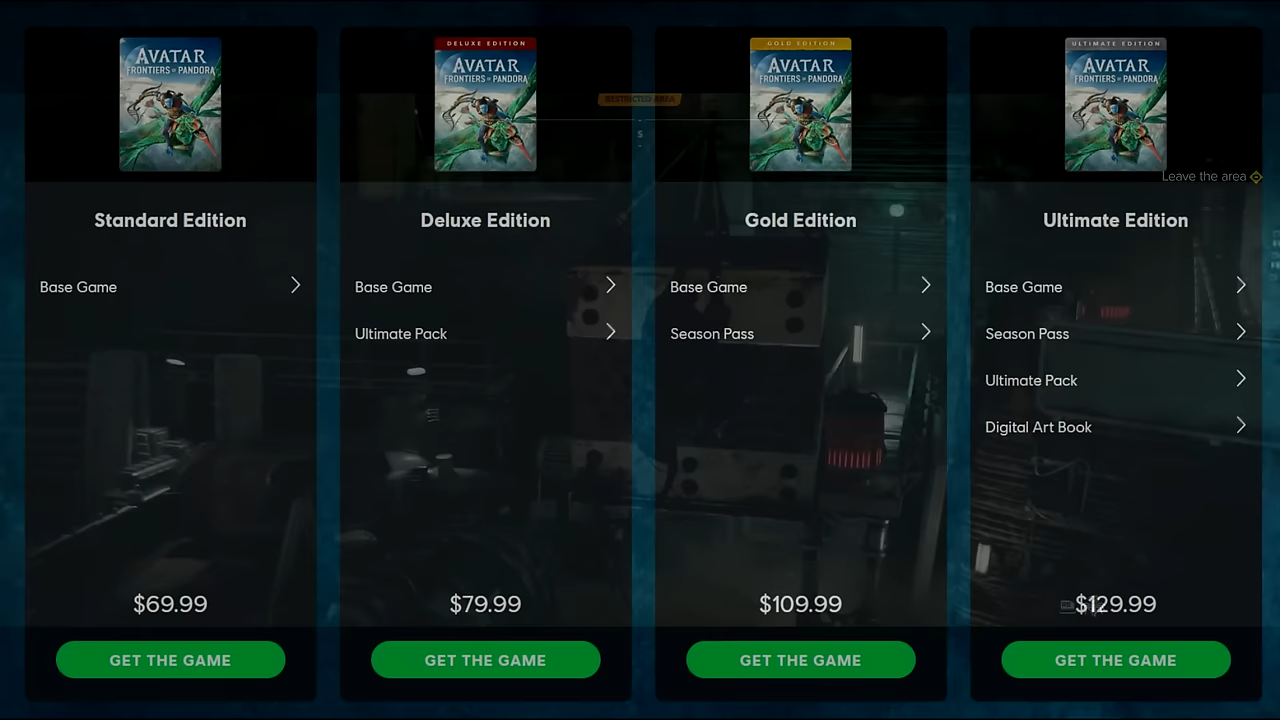 AVATAR
FRONTIERS OF PANDORA
Standard Edition
Base Game
$69.99
GET THE GAME
DELUXE EDITION
AVATAR
FRONTIERS OF PANDORA
Deluxe Edition
Base Game
Ultimate Pack
$79.99
GET THE GAME
RESTRICTED AREA
S
GOLD EDITION
AVATAR
FRONTIERS OF PANDORA
Gold Edition
Base Game
Season Pass
$109.99
GET THE GAME
ULTIMATE EDITION
AVATAR
FRONTIERS OF PANDORA
Leave the area
Ultimate Edition
Base Game
Season Pass
Ultimate Pack
Digital Art Book
$129.99
GET THE GAME